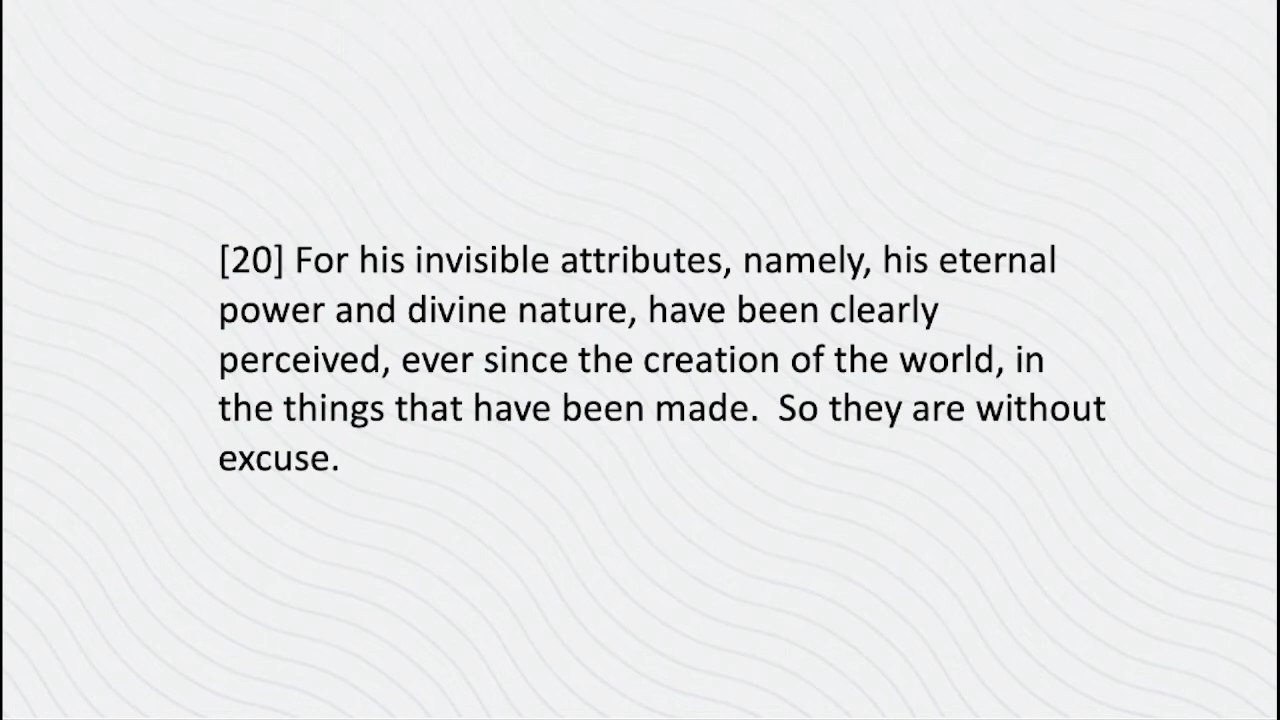 [20] For his invisible attributes, namely, his eternal
power and divine nature, have been clearly
perceived, ever since the creation of the world, in
the things that have been made.  So they are without
excuse.